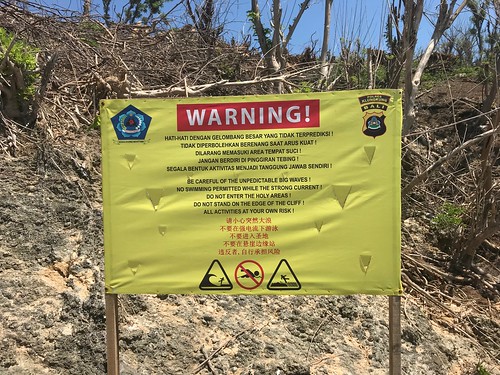 WARNING!
BALI
HATI-HATI DENGAN GELOMBANG BESAR YANG TIDAK TERPREDIKSI !
TIDAK DIPERBOLEHKAN BERENANG SAAT ARUS KUAT !
DILARANG MEMASUKI AREA TEMPAT SUCI !
JANGAN BERDIRI DI PINGGIRAN TEBING !
SEGALA BENTUK AKTIVITAS MENJADI TANGGUNG JAWAB SENDIRI !
BE CAREFUL OF THE UNPEDICTABLE BIG WAVES !
NO SWIMMING PERMITTED WHILE THE STRONG CURRENT !
DO NOT ENTER THE HOLY AREAS !
DO NOT STAND ON THE EDGE OF THE CLIFF !
ALL ACTIVITIES AT YOUR OWN RISK !
请小心突然大浪
不要在强电流下游泳
不要进入圣地
不要在悬崖边缘站
违反者,自行承担风险